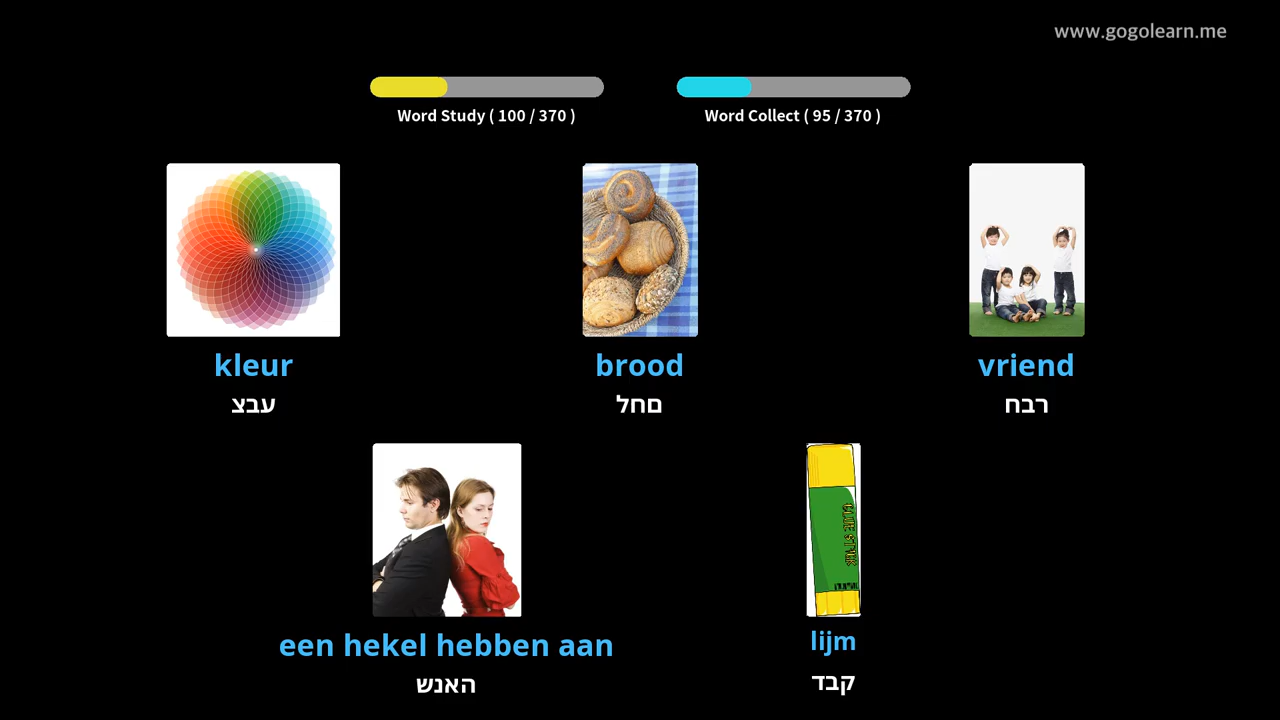 www.gogolearn.me
Word Study ( 100 / 370 )
Word Collect ( 95 / 370 )
kleur
צבע
brood
לחם
vriend
חבר
een hekel hebben aan
שנאה
lijm
דבק